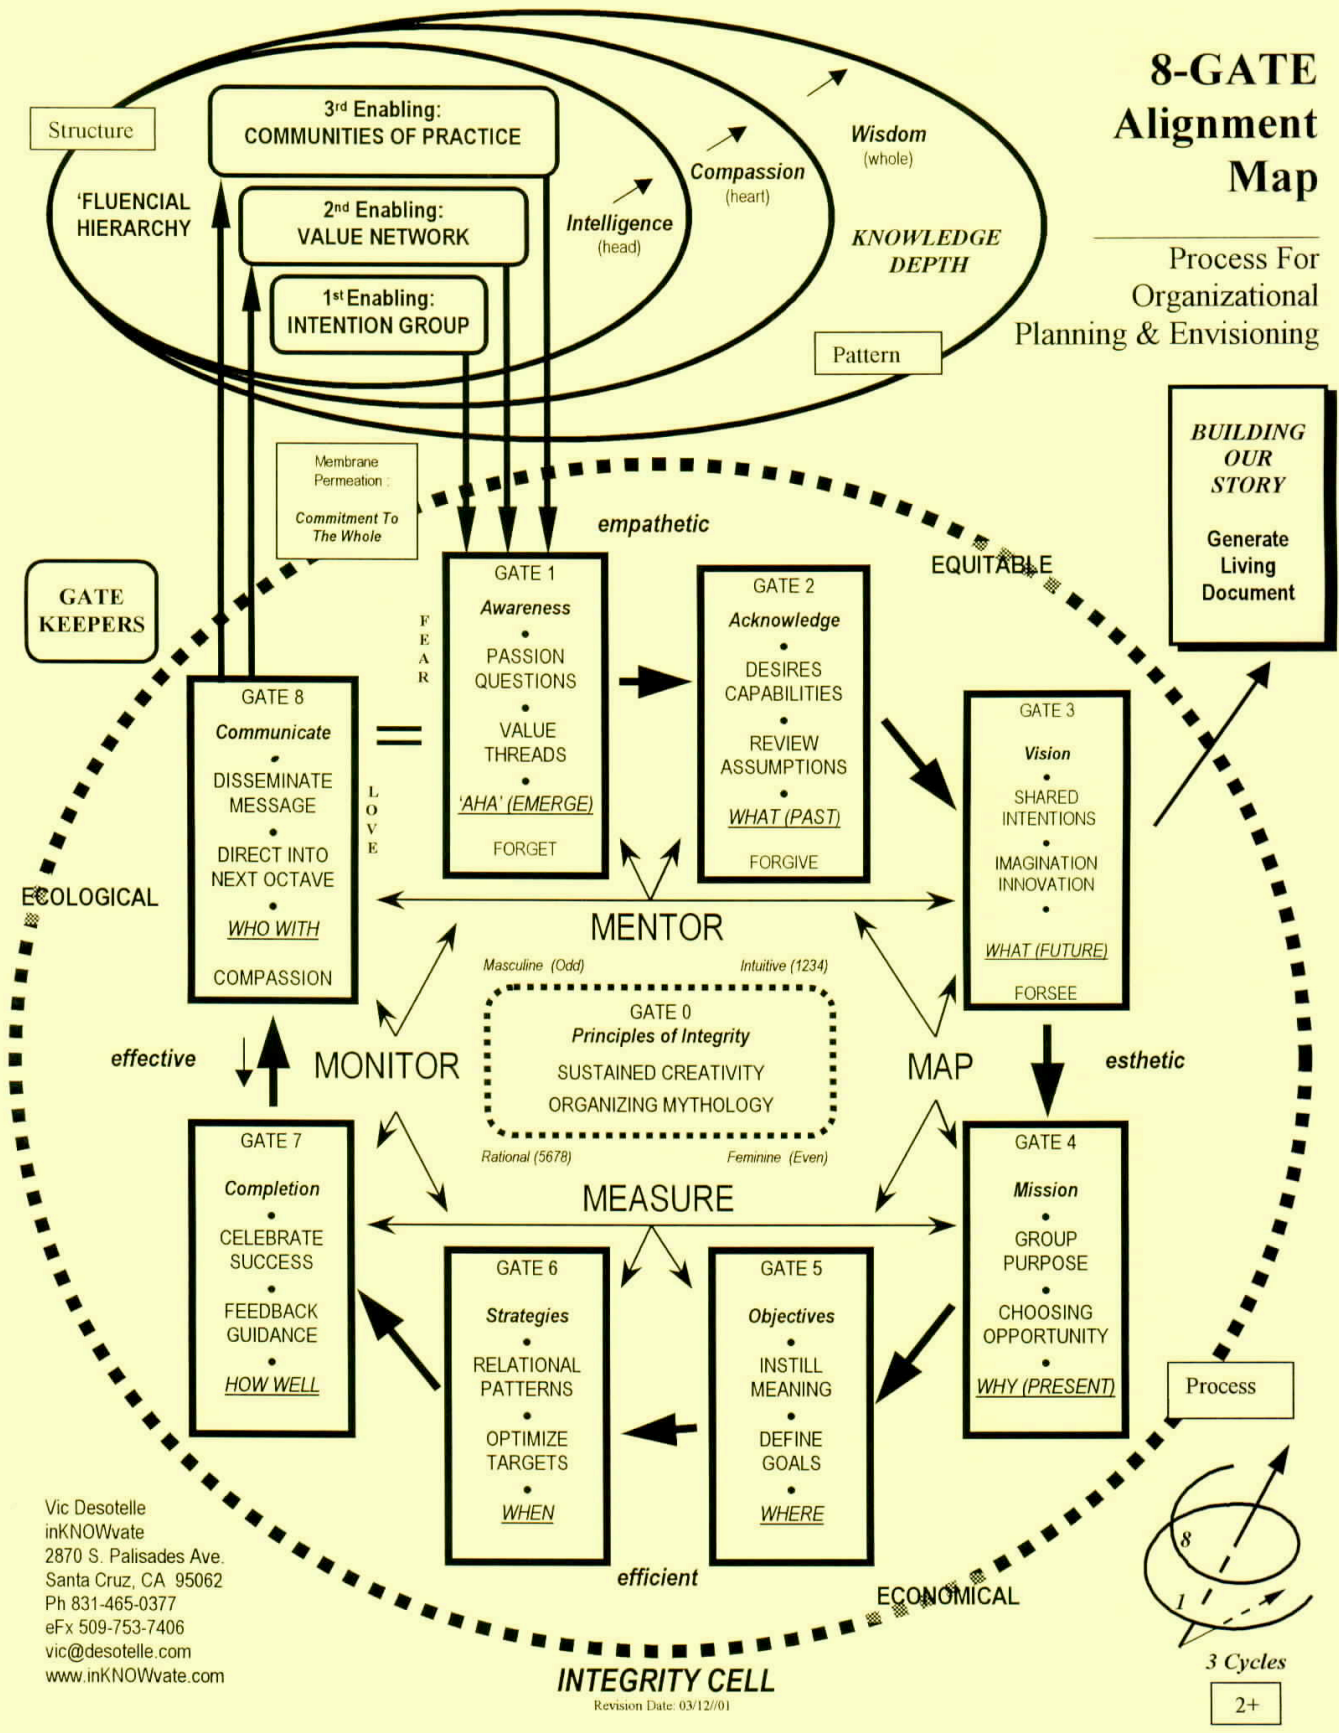 8-GATE
Alignment
Map
Process For
Organizational
Planning & Envisioning
Structure
3rd Enabling:
COMMUNITIES OF PRACTICE
'FLUENCIAL
HIERARCHY
2nd Enabling:
VALUE NETWORK
1st Enabling:
INTENTION GROUP
Intelligence
(head)
Compassion
(heart)
Wisdom
(whole)
KNOWLEDGE
DEPTH
Pattern
BUILDING
OUR
STORY
Generate
Living
Document
Membrane
Permeation :
Commitment To
The Whole
GATE
KEEPERS
empathetic
EQUITABLE
FEAR
LOVE
GATE 1
Awareness
•
PASSION
QUESTIONS
•
VALUE
THREADS
•
'AHA' (EMERGE)
FORGET
GATE 2
Acknowledge
•
DESIRES
CAPABILITIES
•
REVIEW
ASSUMPTIONS
•
WHAT (PAST)
FORGIVE
GATE 3
Vision
•
SHARED
INTENTIONS
•
IMAGINATION
INNOVATION
•
WHAT (FUTURE)
FORSEE
GATE 8
Communicate
•
DISSEMINATE
MESSAGE
•
DIRECT INTO
NEXT OCTAVE
•
WHO WITH
COMPASSION
ECOLOGICAL
MENTOR
Masculine (Odd)
Intuitive (1234)
GATE 0
Principles of Integrity
SUSTAINED CREATIVITY
ORGANIZING MYTHOLOGY
Rational (5678)
Feminine (Even)
effective
MONITOR
MAP
esthetic
MEASURE
GATE 4
Mission
•
GROUP
PURPOSE
•
CHOOSING
OPPORTUNITY
•
WHY (PRESENT)
GATE 5
Objectives
•
INSTILL
MEANING
•
DEFINE
GOALS
•
WHERE
GATE 6
Strategies
•
RELATIONAL
PATTERNS
•
OPTIMIZE
TARGETS
•
WHEN
GATE 7
Completion
•
CELEBRATE
SUCCESS
•
FEEDBACK
GUIDANCE
•
HOW WELL
Process
efficient
ECONOMICAL
Vic Desotelle
inKNOWvate
2870 S. Palisades Ave.
Santa Cruz, CA 95062
Ph 831-465-0377
eFx 509-753-7406
vic@desotelle.com
www.inKNOWvate.com
INTEGRITY CELL
Revision Date: 03/12//01
8
1
3 Cycles
2+